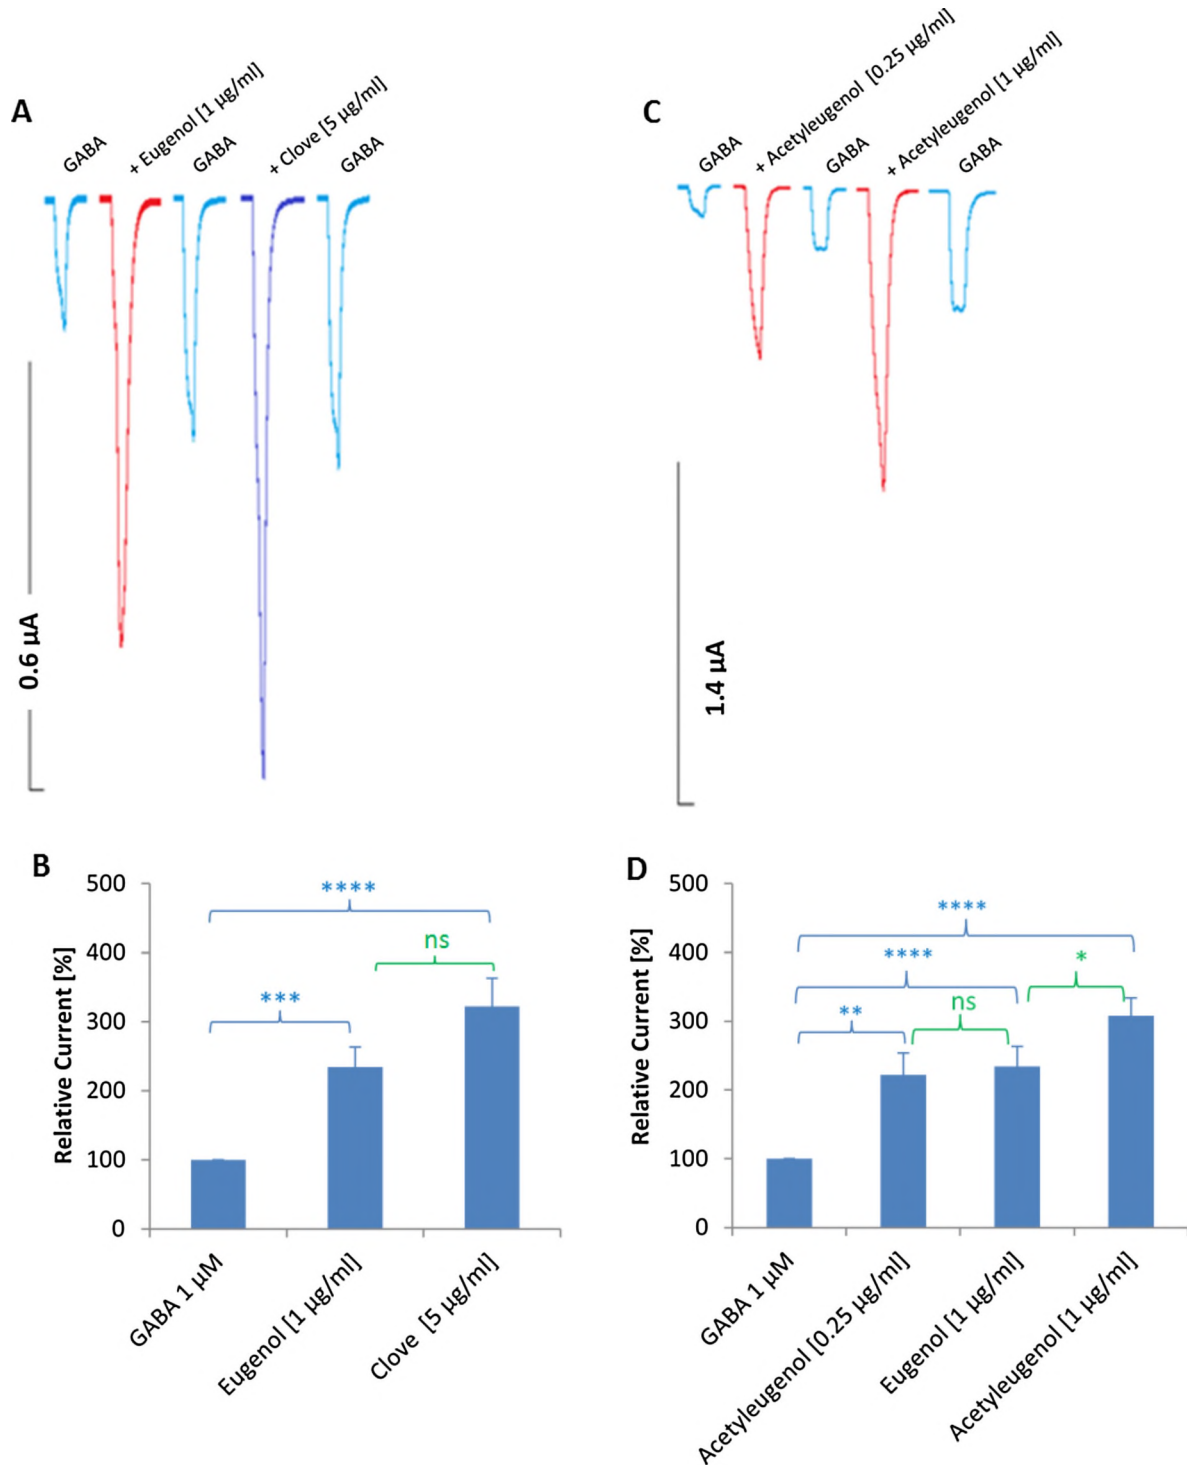 A
GABA
+ Eugenol [1 µg/ml]
GABA
+ Clove [5 µg/ml]
GABA
0.6 µA
C
GABA
+ Acetyleugenol [0.25 µg/ml]
GABA
+ Acetyleugenol [1 µg/ml]
GABA
1.4 µA
B
Relative Current [%]
500
400
300
200
100
0
****
ns
***
GABA 1 µM
Eugenol [1 µg/ml]
Clove [5 µg/ml]
D
Relative Current [%]
500
400
300
200
100
0
****
****
*
**
ns
GABA 1 µM
Acetyleugenol [0.25 µg/ml]
Eugenol [1 µg/ml]
Acetyleugenol [1 µg/ml]